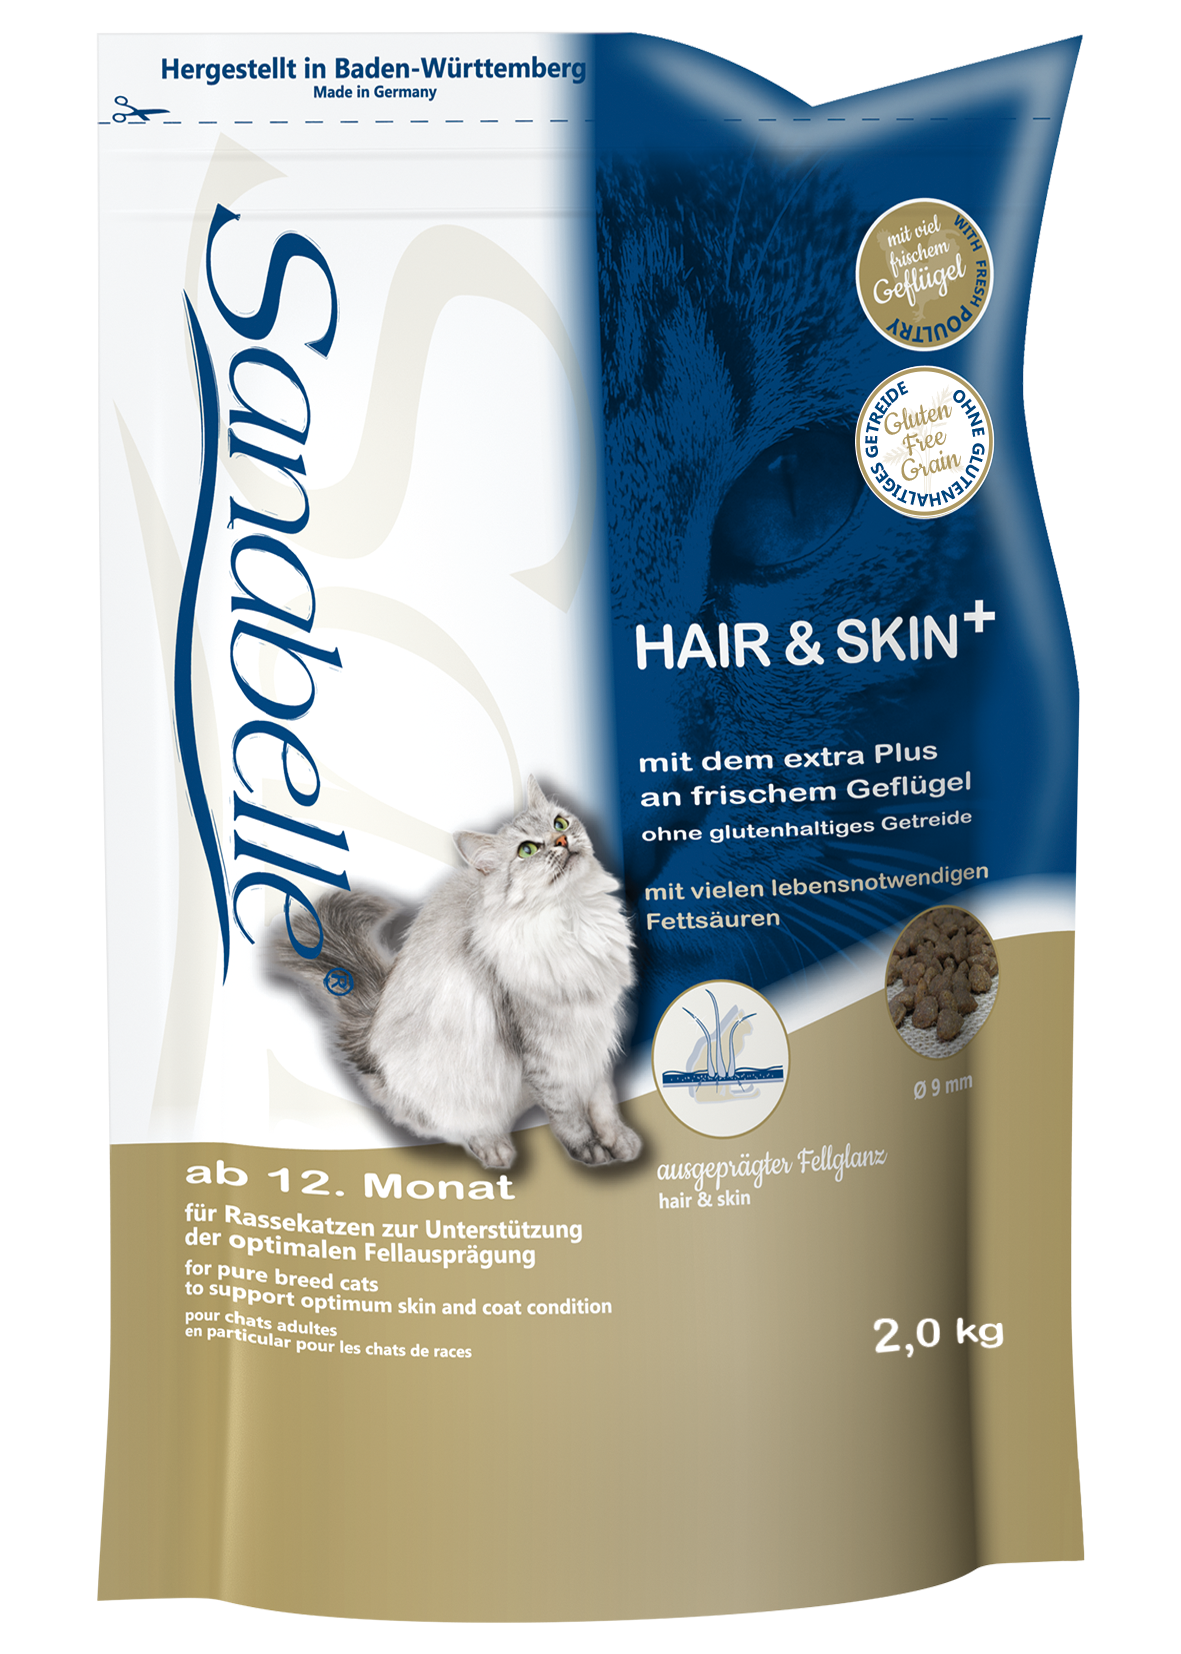 Hergestellt in Baden-Württemberg
Made in Germany
Sanabelle®
mit viel
frischem
Geflügel
WITH FRESH POULTRY
OHNE GLUTENHALTIGES GETREIDE
Gluten
Free
Grain
HAIR & SKIN+
mit dem extra Plus
an frischem Geflügel
ohne glutenhaltiges Getreide
mit vielen lebensnotwendigen
Fettsäuren
Ø 9 mm
ausgeprägter Fellglanz
hair & skin
ab 12. Monat
für Rassekatzen zur Unterstützung
der optimalen Fellausprägung
for pure breed cats
to support optimum skin and coat condition
pour chats adultes
en particular pour les chats de races
2,0 kg